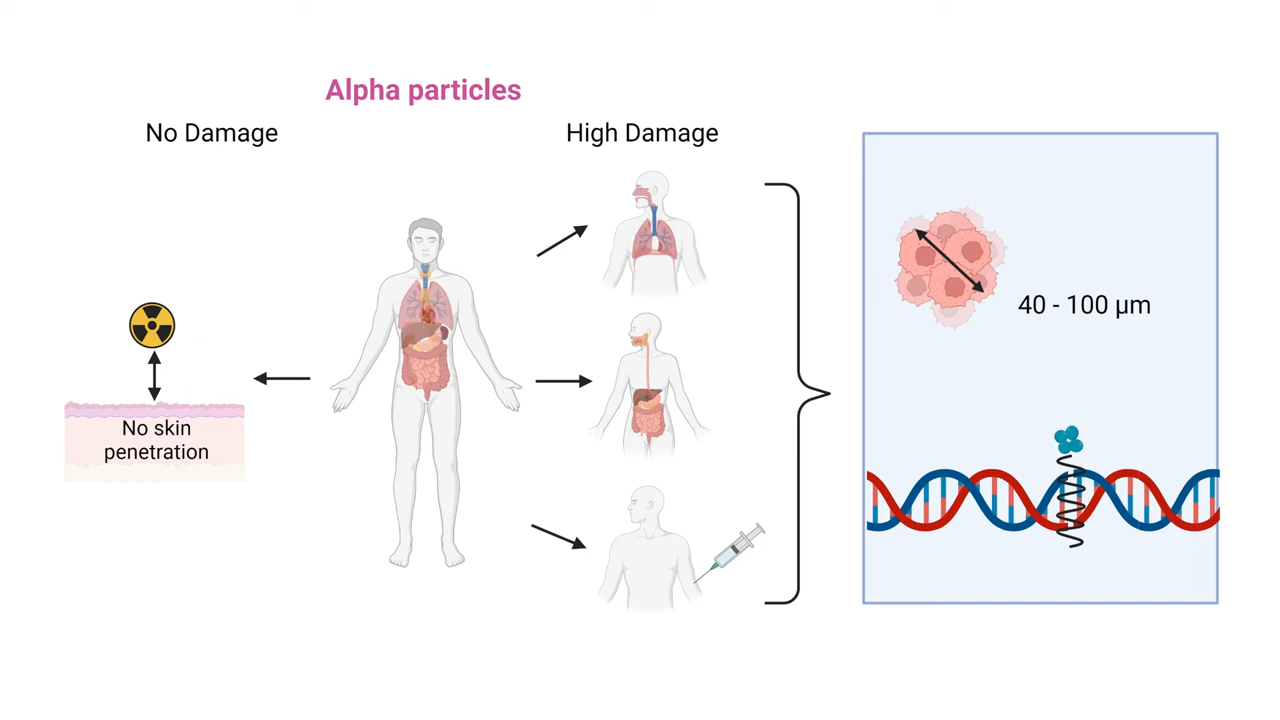 Alpha particles
No Damage
High Damage
No skin
penetration
40 - 100 µm